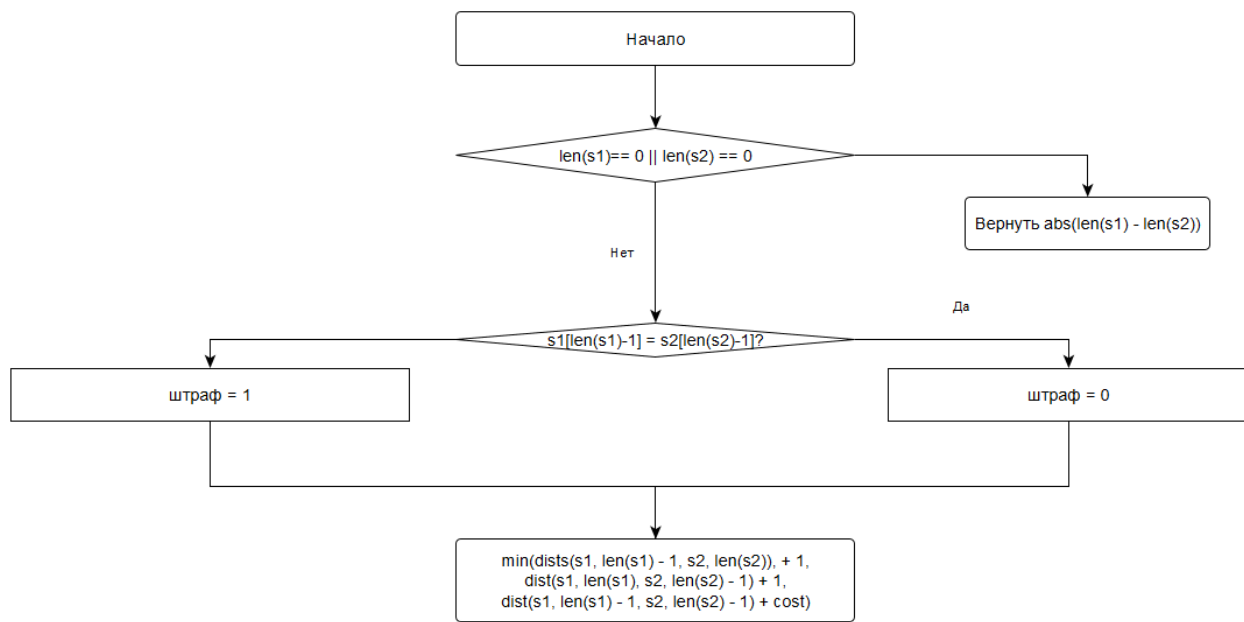 Начало
len(s1)== 0 || len(s2) == 0
Вернуть abs(len(s1) - len(s2))
Нет
Да
s1[len(s1)-1] = s2[len(s2)-1]?
штраф = 1
штраф = 0
min(dists(s1, len(s1) - 1, s2, len(s2)), + 1,
dist(s1, len(s1), s2, len(s2) - 1) + 1,
dist(s1, len(s1) - 1, s2, len(s2) - 1) + cost)